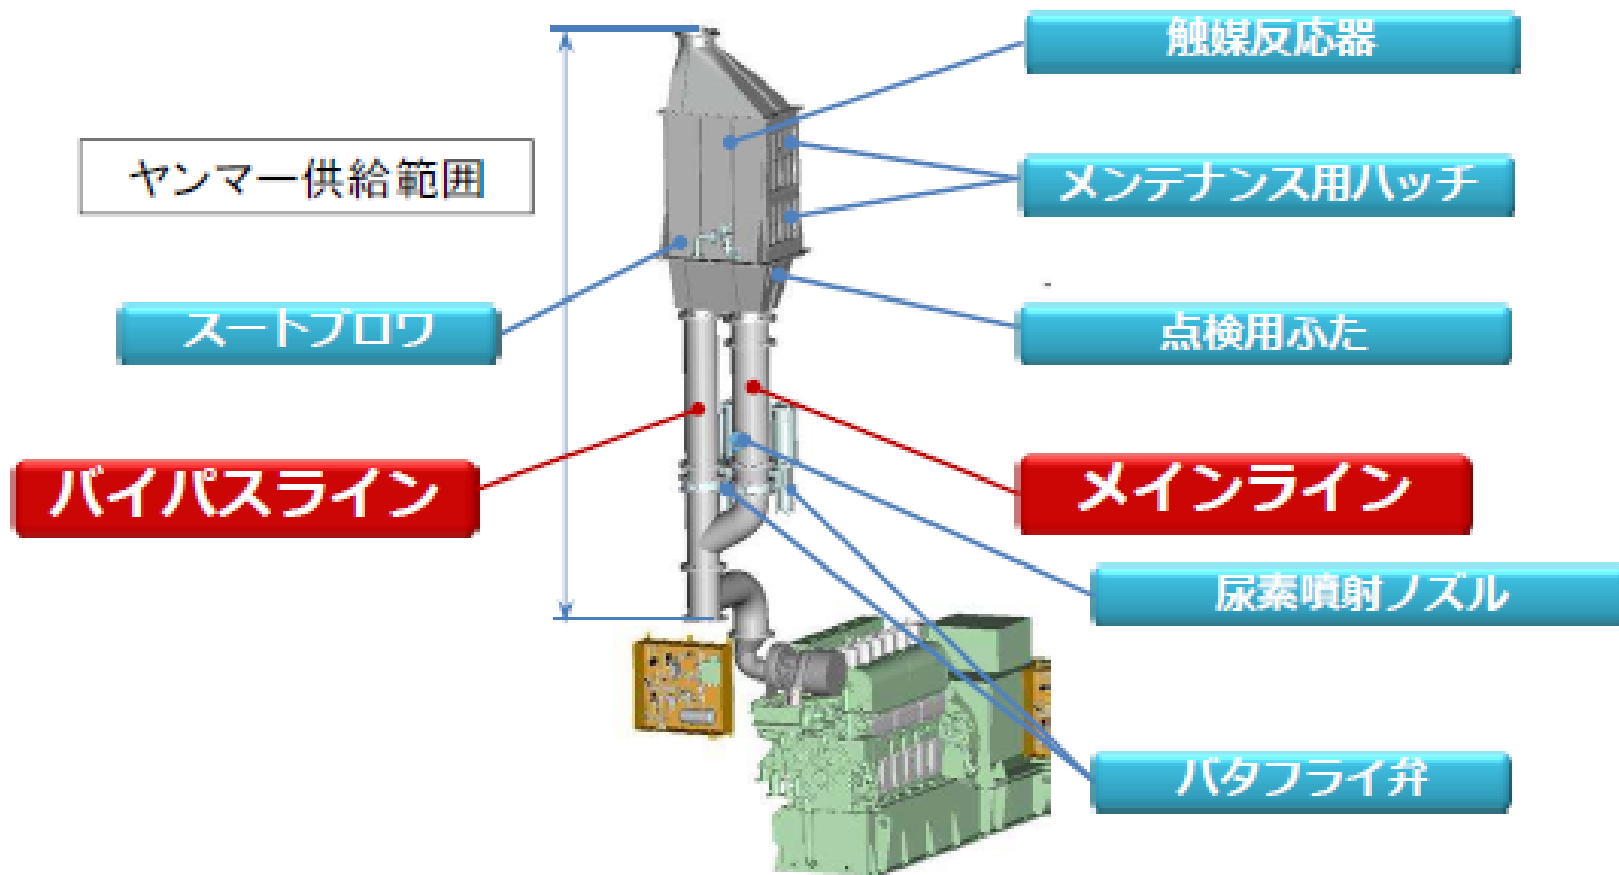 触媒反応器
ヤンマー供給範囲
メンテナンス用ハッチ
スートブロワ
点検用ふた
バイパスライン
メインライン
尿素噴射ノズル
バタフライ弁